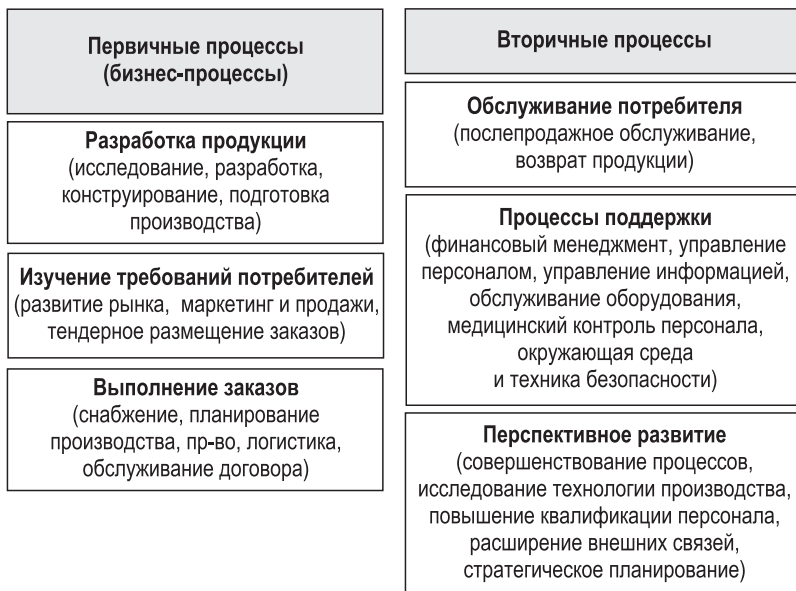 Первичные процессы
(бизнес-процессы)
Разработка продукции
(исследование, разработка,
конструирование, подготовка
производства)
Изучение требований потребителей
(развитие рынка, маркетинг и продажи,
тендерное размещение заказов)
Выполнение заказов
(снабжение, планирование
производства, пр-во, логистика,
обслуживание договора)
Вторичные процессы
Обслуживание потребителя
(послепродажное обслуживание,
возврат продукции)
Процессы поддержки
(финансовый менеджмент, управление
персоналом, управление информацией,
обслуживание оборудования,
медицинский контроль персонала,
окружающая среда
и техника безопасности)
Перспективное развитие
(совершенствование процессов,
исследование технологии производства,
повышение квалификации персонала,
расширение внешних связей,
стратегическое планирование)